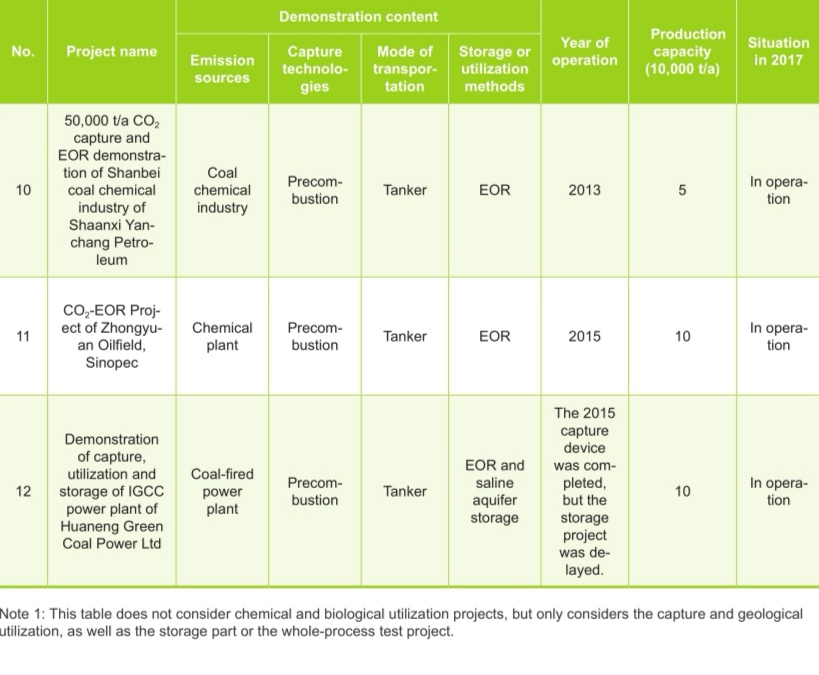 Demonstration content
No.
Project name
Emission
sources
Capture
technolo-
gies
Mode of
transpor-
tation
Storage or
utilization
methods
Year of
operation
Production
capacity
(10,000 t/a)
Situation
in 2017
10
50,000 t/a CO₂
capture and
EOR demonstra-
tion of Shanbei
coal chemical
industry of
Shaanxi Yan-
chang Petro-
leum
Coal
chemical
industry
Precom-
bustion
Tanker
EOR
2013
5
In opera-
tion
11
CO₂-EOR Proj-
ect of Zhongyu-
an Oilfield,
Sinopec
Chemical
plant
Precom-
bustion
Tanker
EOR
2015
10
In opera-
tion
12
Demonstration
of capture,
utilization and
storage of IGCC
power plant of
Huaneng Green
Coal Power Ltd
Coal-fired
power
plant
Precom-
bustion
Tanker
EOR and
saline
aquifer
storage
The 2015
capture
device
was com-
pleted,
but the
storage
project
was de-
layed.
10
In opera-
tion
Note 1: This table does not consider chemical and biological utilization projects, but only considers the capture and geological
utilization, as well as the storage part or the whole-process test project.